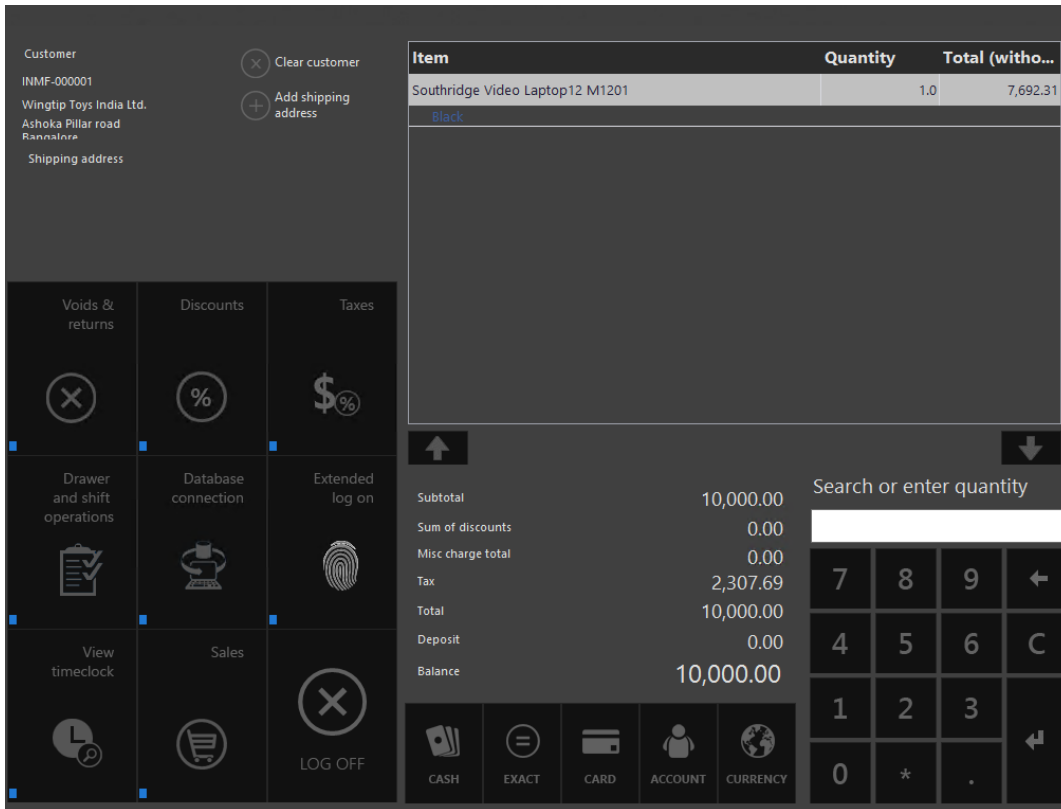 Customer
Clear customer
INMF-000001
Wingtip Toys India Ltd.
Add shipping
address
Ashoka Pillar road
Bangalore
Shipping address
Item Quantity Total (witho...
Southridge Video Laptop12 M1201 1.0 7,692.31
Black
Voids &
returns
Discounts
Taxes
%
$%
Drawer
and shift
operations
Database
connection
Extended
log on
View
timeclock
Sales
LOG OFF
Subtotal 10,000.00
Sum of discounts 0.00
Misc charge total 0.00
Tax 2,307.69
Total 10,000.00
Deposit 0.00
Balance 10,000.00
CASH
EXACT
CARD
ACCOUNT
CURRENCY
Search or enter quantity
7 8 9
4 5 6 C
1 2 3
0 * .